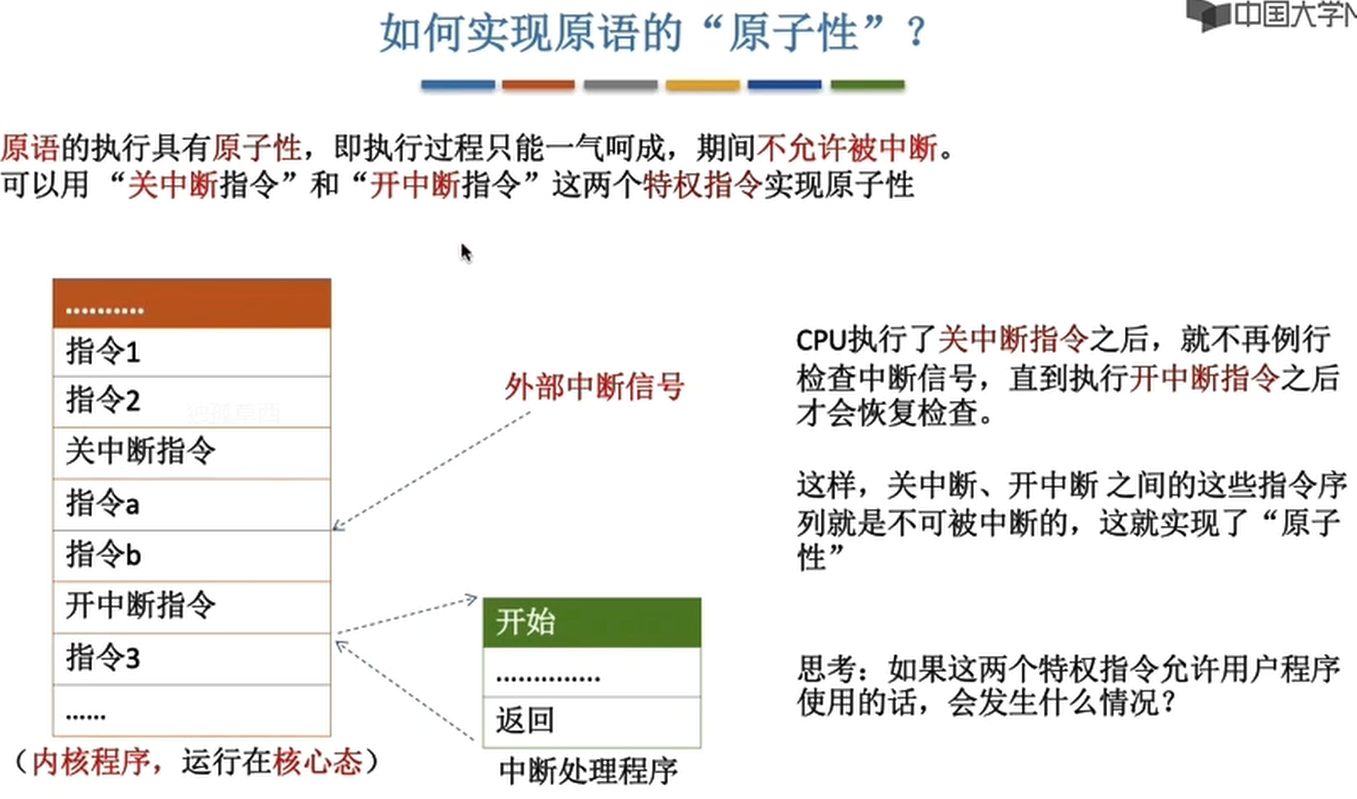 如何实现原语的“原子性”？
中国大学M
原语的执行具有原子性，即执行过程只能一气呵成，期间不允许被中断。
可以用 “关中断指令”和“开中断指令”这两个特权指令实现原子性
..........
指令1
指令2
关中断指令
指令a
指令b
开中断指令
指令3
......
（内核程序，运行在核心态）
外部中断信号
开始
..............
返回
中断处理程序
CPU执行了关中断指令之后，就不再例行
检查中断信号，直到执行开中断指令之后
才会恢复检查。
这样，关中断、开中断 之间的这些指令序
列就是不可被中断的，这就实现了“原子
性”
思考：如果这两个特权指令允许用户程序
使用的话，会发生什么情况？